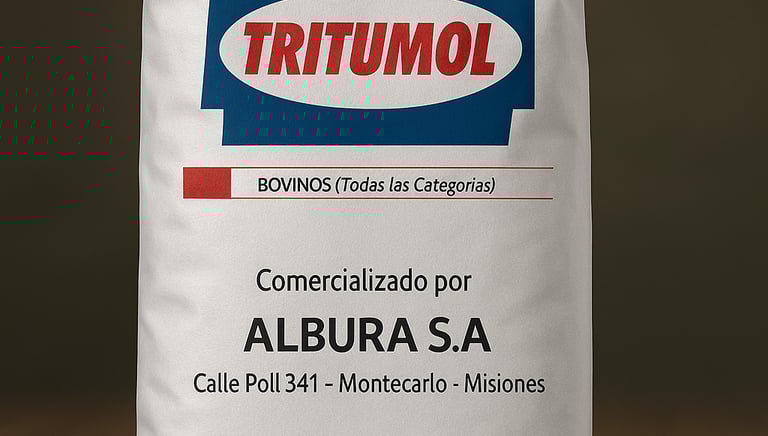 TRITUMOL
BOVINOS (Todas las Categorias)
Comercializado por
ALBURA S.A
Calle Poll 341 – Montecarlo - Misiones